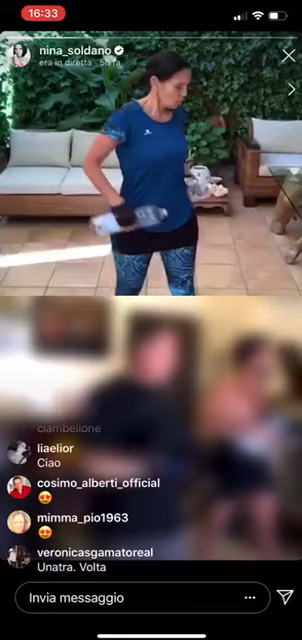 16:33
nina_soldano
era in diretta · 5h fa
ciambellone
liaelior
Ciao
cosimo_alberti_official
😍
mimma_pio1963
😍
veronicasgamatoreal
Unatra. Volta
Invia messaggio